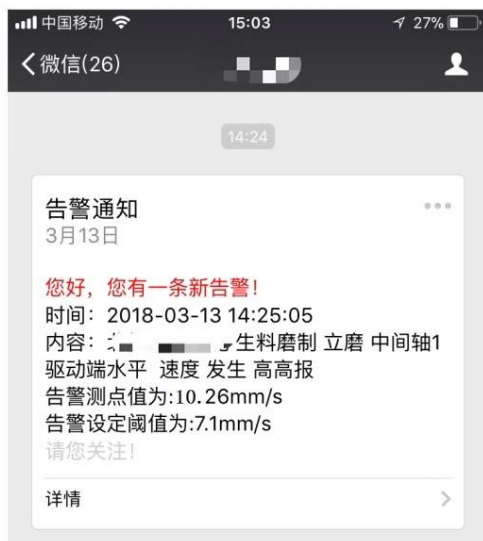 中国移动 15:03 27%
微信(26)
14:24
告警通知
3月13日
您好，您有一条新告警！
时间：2018-03-13 14:25:05
内容： 生料磨制 立磨 中间轴1
驱动端水平 速度 发生 高高报
告警测点值为:10.26mm/s
告警设定阈值为:7.1mm/s
请您关注！
详情